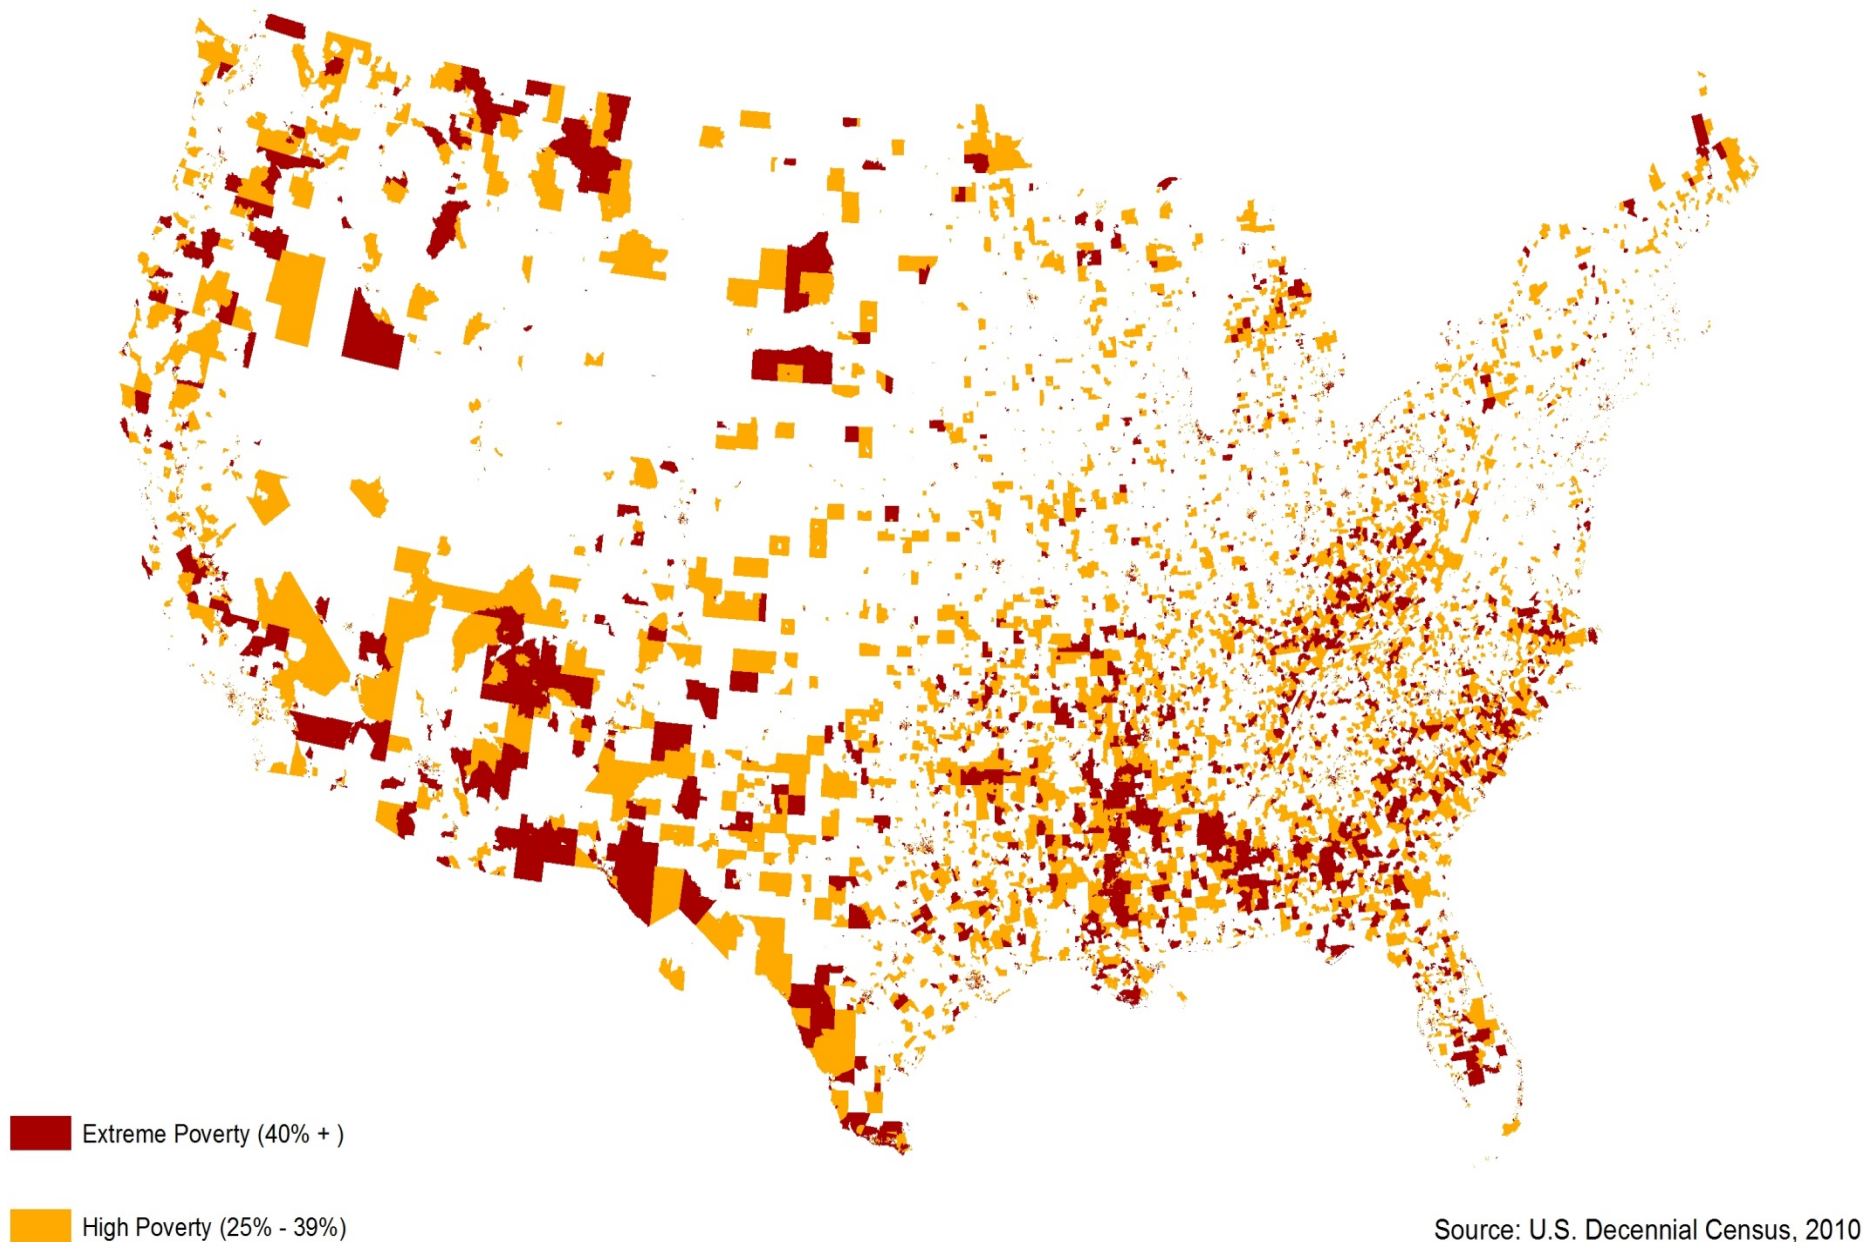 Extreme Poverty (40% + )
High Poverty (25% - 39%)
Source: U.S. Decennial Census, 2010